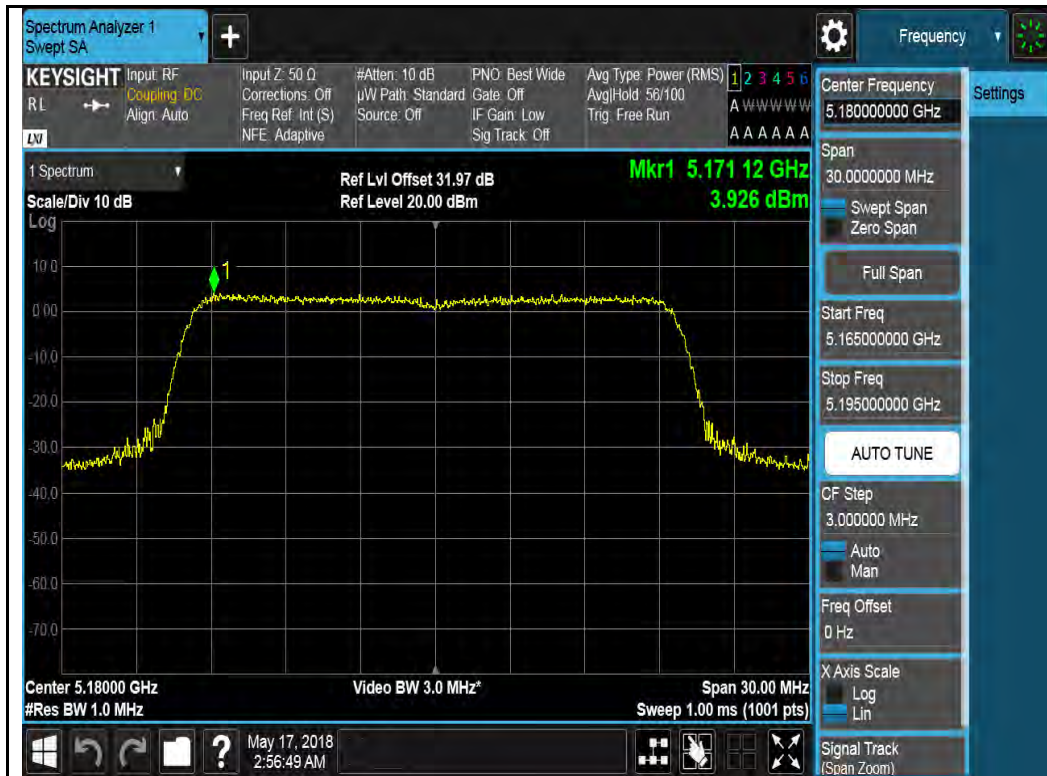 Spectrum Analyzer 1
Swept SA
+
Frequency
KEYSIGHT
Input: RF
Coupling: DC
Align: Auto
Input Z: 50 Ω
Corrections: Off
Freq Ref: Int (S)
NFE: Adaptive
#Atten: 10 dB
µW Path: Standard
Source: Off
PNO: Best Wide
Gate: Off
IF Gain: Low
Sig Track: Off
Avg Type: Power (RMS)
Avg|Hold: 56/100
Trig: Free Run
1 2 3 4 5 6
A W W W W W
A A A A A A
R L
LXI
1 Spectrum
Scale/Div 10 dB
Ref Lvl Offset 31.97 dB
Ref Level 20.00 dBm
Mkr1 5.171 12 GHz
3.926 dBm
Log
1
10.0
0.00
-10.0
-20.0
-30.0
-40.0
-50.0
-60.0
-70.0
Center 5.18000 GHz
#Res BW 1.0 MHz
Video BW 3.0 MHz*
Span 30.00 MHz
Sweep 1.00 ms (1001 pts)
?
May 17, 2018
2:56:49 AM
Center Frequency
5.180000000 GHz
Settings
Span
30.0000000 MHz
Swept Span
Zero Span
Full Span
Start Freq
5.165000000 GHz
Stop Freq
5.195000000 GHz
AUTO TUNE
CF Step
3.000000 MHz
Auto
Man
Freq Offset
0 Hz
X Axis Scale
Log
Lin
Signal Track
(Span Zoom)